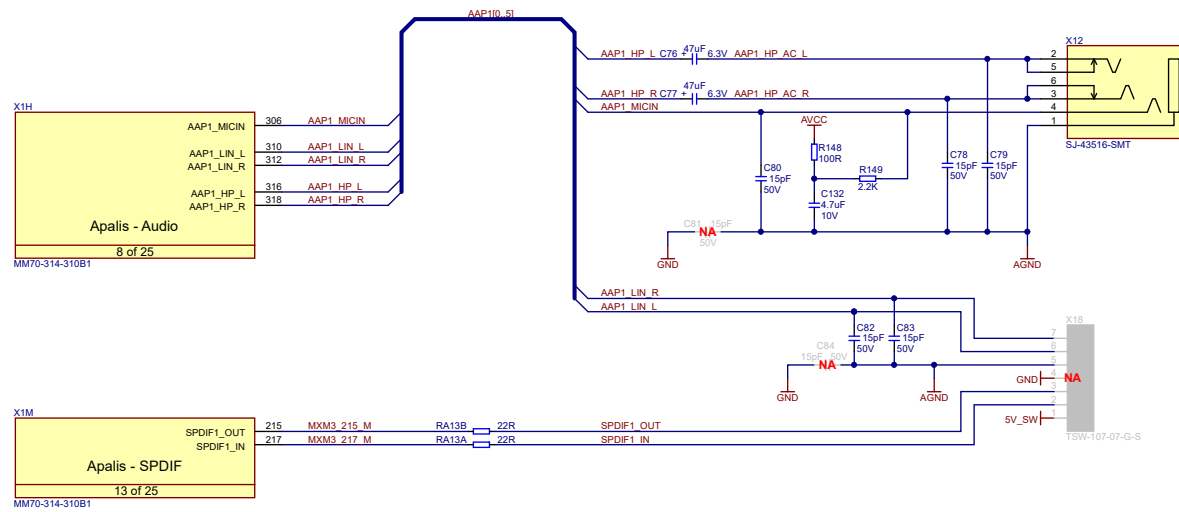 AAP1[0..5]
X1H
AAP1_MICIN 306 AAP1_MICIN
AAP1_LIN_L 310 AAP1_LIN_L
AAP1_LIN_R 312 AAP1_LIN_R
AAP1_HP_L 316 AAP1_HP_L
AAP1_HP_R 318 AAP1_HP_R
Apalis - Audio
8 of 25
MM70-314-310B1
AAP1_HP_L C76 + 47uF 6.3V AAP1_HP_AC_L
AAP1_HP_R C77 + 47uF 6.3V AAP1_HP_AC_R
AAP1_MICIN
X12
2
5
6
3
4
1
SJ-43516-SMT
AVCC
R148
100R
R149
2.2K
C80
15pF
50V
C132
4.7uF
10V
C78
15pF
50V
C79
15pF
50V
C81 15pF
NA
50V
GND
AGND
AAP1_LIN_R
AAP1_LIN_L
C82
15pF
50V
C83
15pF
50V
C84
15pF 50V
NA
GND
AGND
X18
7
6
5
4
3
2
1
GND
NA
5V_SW
TSW-107-07-G-S
X1M
SPDIF1_OUT 215 MXM3_215_M RA13B 22R SPDIF1_OUT
SPDIF1_IN 217 MXM3_217_M RA13A 22R SPDIF1_IN
Apalis - SPDIF
13 of 25
MM70-314-310B1